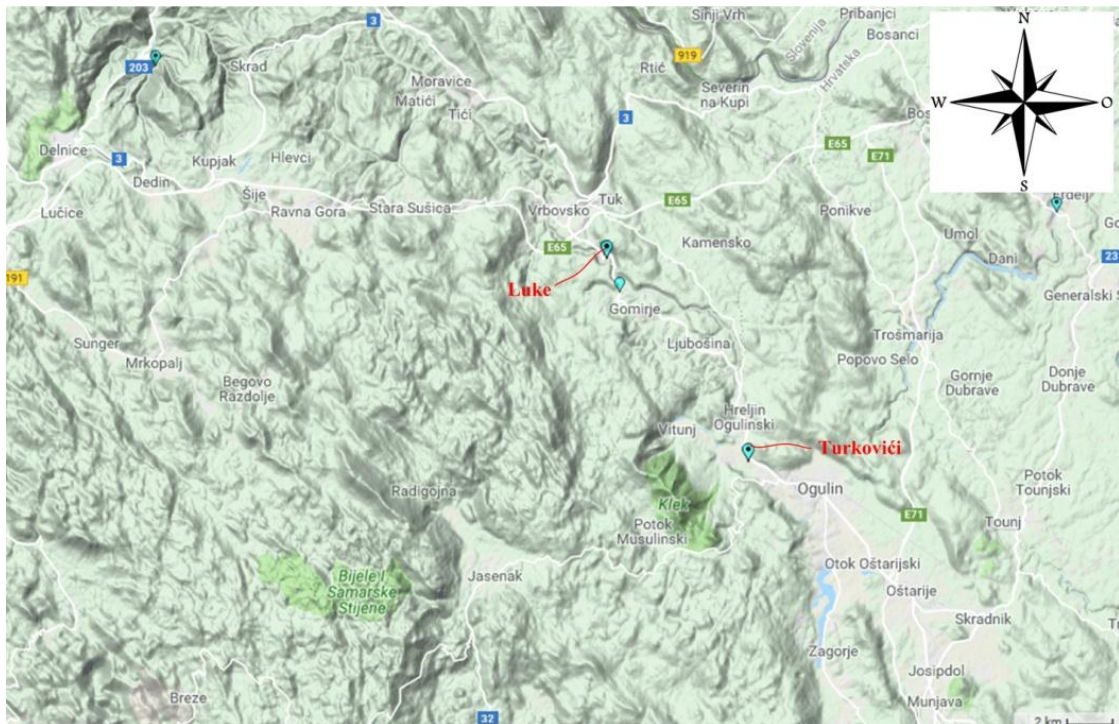 3
Sinji Vrh
Pribanjci
Bosanci
203
Skrad
919
Slovenija
Hrvatska
Moravice
Rtić
Matići
Severin
na Kupi
Tići
3
N
W
O
S
Delnice
3
Kupjak
Hlevci
Dedin
Šije
E65
E71
Lučice
Ravna Gora
Stara Sušica
Tuk
Vrbovsko
E65
Ponikve
Erdelj
E65
Kamensko
Umol
Dani
23
191
Luke
Generalski
Gomirje
Sunger
Mrkopalj
Ljubošina
Trošmarija
Popovo Selo
Begovo
Razdolje
Gornje
Dubrave
Donje
Dubrave
Hreljin
Ogulinski
Vitunj
Turkovići
Radigojna
Klek
Ogulin
Potok
Tounjski
E71
Potok
Musulinski
Tounj
Bijele I
Samarske
Stijene
Jasenak
Otok Oštarijski
Oštarije
Skradnik
Zagorje
Josipdol
Breze
Munjava
32
2 km